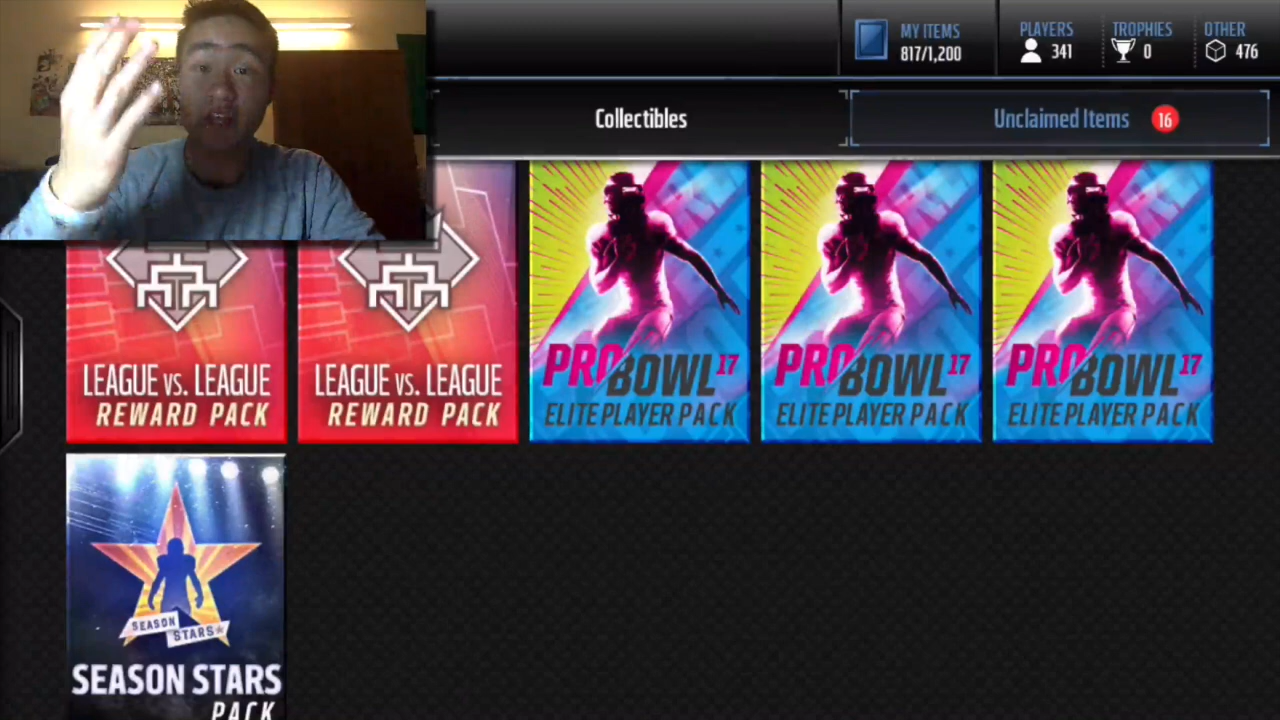 MY ITEMS
817/1,200
PLAYERS
341
TROPHIES
0
OTHER
476
Collectibles
Unclaimed Items 16
LEAGUE VS. LEAGUE
REWARD PACK
LEAGUE VS. LEAGUE
REWARD PACK
PRO BOWL 17
ELITE PLAYER PACK
PRO BOWL 17
ELITE PLAYER PACK
PRO BOWL 17
ELITE PLAYER PACK
SEASON
STARS
SEASON STARS
PACK